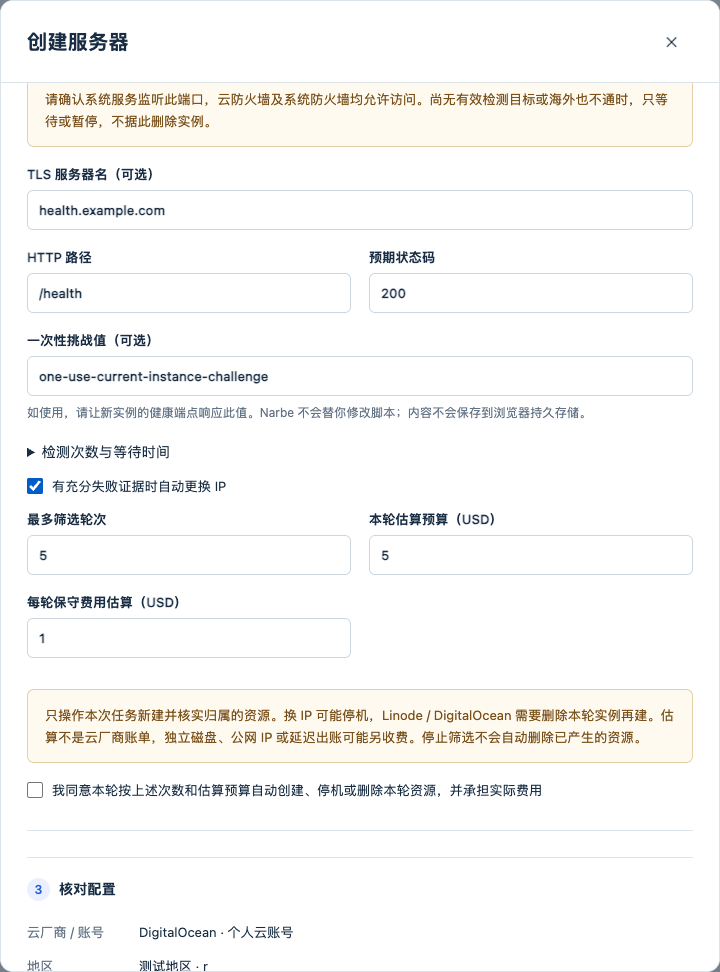 创建服务器
请确认系统服务监听此端口，云防火墙及系统防火墙均允许访问。尚无有效检测目标或海外也不通时，只等
待或暂停，不据此删除实例。
TLS 服务器名（可选）
health.example.com
HTTP 路径
预期状态码
/health
200
一次性挑战值（可选）
one-use-current-instance-challenge
如使用，请让新实例的健康端点响应此值。Narbe 不会替你修改脚本；内容不会保存到浏览器持久存储。
检测次数与等待时间
有充分失败证据时自动更换 IP
最多筛选轮次
本轮估算预算（USD）
5
5
每轮保守费用估算（USD）
1
只操作本次任务新建并核实归属的资源。换 IP 可能停机，Linode / DigitalOcean 需要删除本轮实例再建。估
算不是云厂商账单，独立磁盘、公网 IP 或延迟出账可能另收费。停止筛选不会自动删除已产生的资源。
我同意本轮按上述次数和估算预算自动创建、停机或删除本轮资源，并承担实际费用
3 核对配置
云厂商 / 账号 DigitalOcean · 个人云账号
地区 测试地区 · r